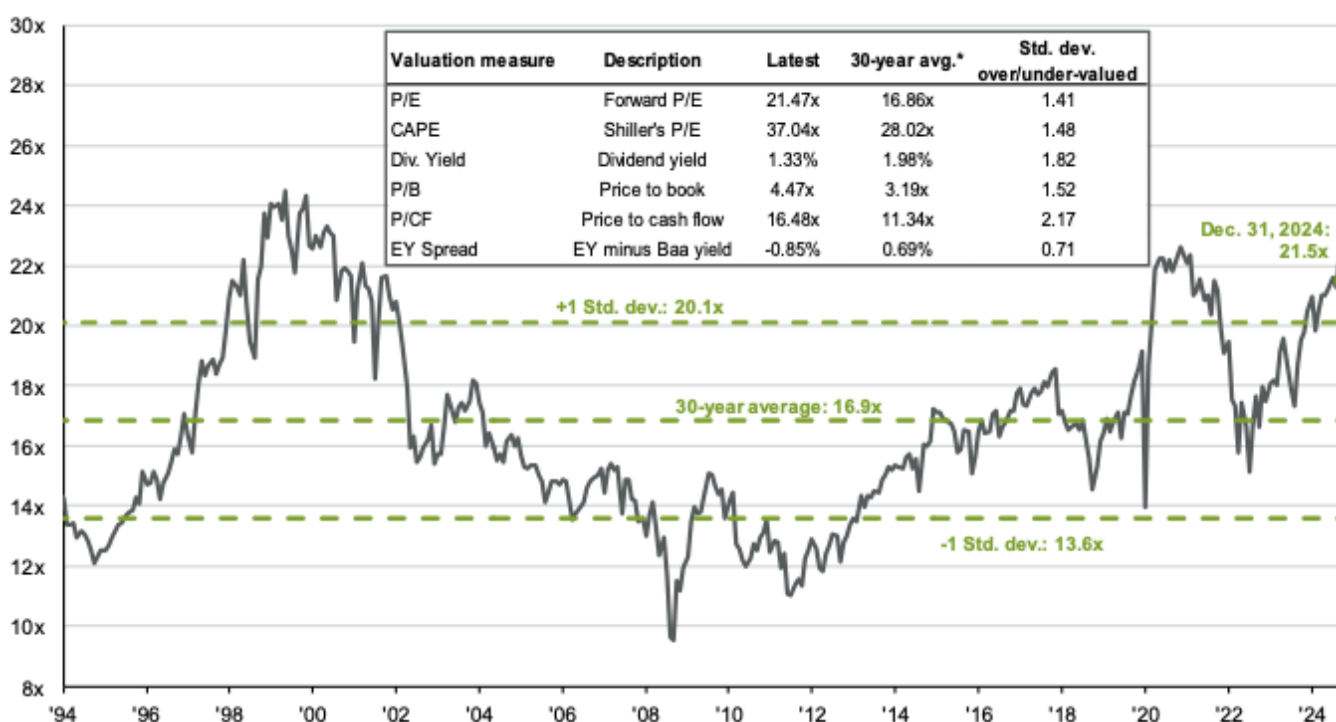 30x
28x
26x
24x
22x
20x
18x
16x
14x
12x
10x
8x
Valuation measure Description Latest 30-year avg.* Std. dev. over/under-valued
P/E Forward P/E 21.47x 16.86x 1.41
CAPE Shiller's P/E 37.04x 28.02x 1.48
Div. Yield Dividend yield 1.33% 1.98% 1.82
P/B Price to book 4.47x 3.19x 1.52
P/CF Price to cash flow 16.48x 11.34x 2.17
EY Spread EY minus Baa yield -0.85% 0.69% 0.71
Dec. 31, 2024:
21.5x
+1 Std. dev.: 20.1x
30-year average: 16.9x
-1 Std. dev.: 13.6x
'94 '96 '98 '00 '02 '04 '06 '08 '10 '12 '14 '16 '18 '20 '22 '24